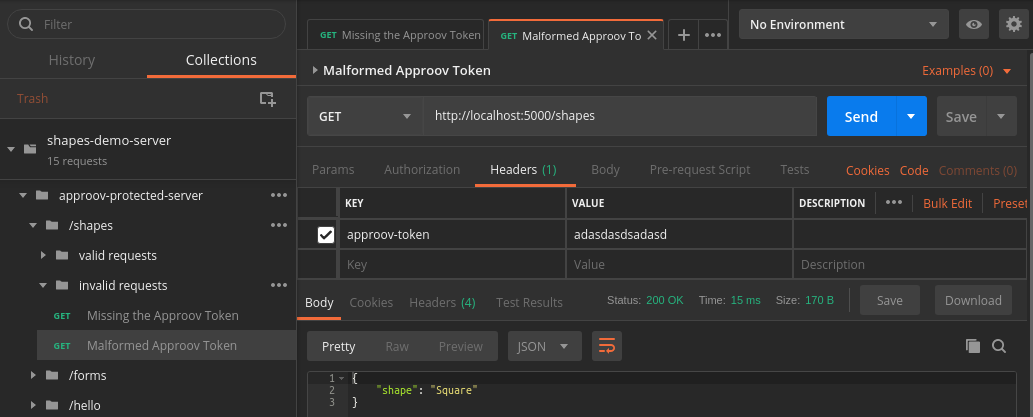 Filter
History Collections
Trash
shapes-demo-server
15 requests
approov-protected-server
/shapes
valid requests
invalid requests
GET Missing the Approov Token
GET Malformed Approov Token
/forms
/hello
GET Missing the Approov Token
GET Malformed Approov To
No Environment
Malformed Approov Token
Examples (0)
GET http://localhost:5000/shapes
Send Save
Params Authorization Headers (1) Body Pre-request Script Tests
Cookies Code Comments (0)
KEY VALUE DESCRIPTION Bulk Edit Preset
approov-token adasdasdsadasd
Key Value Description
Body Cookies Headers (4) Test Results
Status: 200 OK Time: 15 ms Size: 170 B Save Download
Pretty Raw Preview JSON
1 {
2 "shape": "Square"
3 }